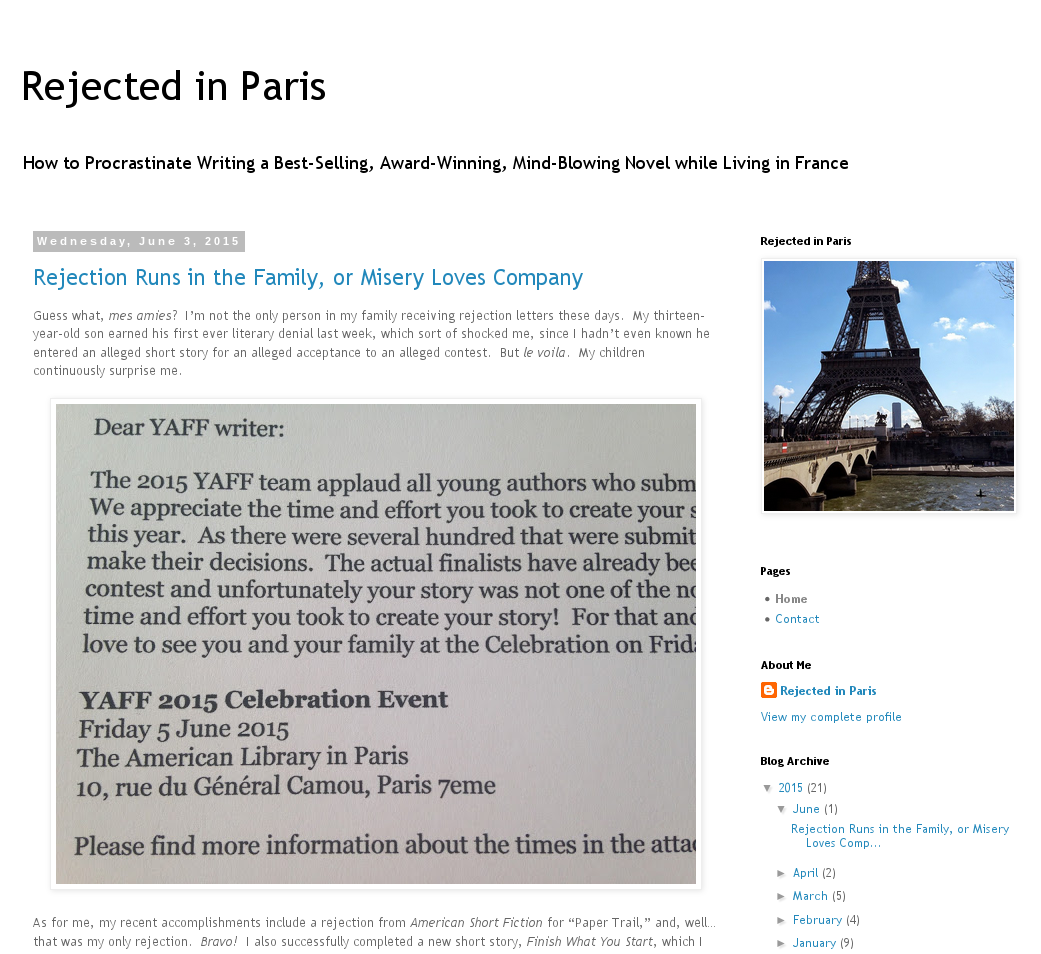 Rejected in Paris
How to Procrastinate Writing a Best-Selling, Award-Winning, Mind-Blowing Novel while Living in France
Wednesday, June 3, 2015
Rejection Runs in the Family, or Misery Loves Company
Guess what, mes amies?  I'm not the only person in my family receiving rejection letters these days.  My thirteen-
year-old son earned his first ever literary denial last week, which sort of shocked me, since I hadn't even known he
entered an alleged short story for an alleged acceptance to an alleged contest.  But le voila.  My children
continuously surprise me.
Dear YAFF writer:
The 2015 YAFF team applaud all young authors who subm
We appreciate the time and effort you took to create your s
this year.  As there were several hundred that were submit
make their decisions.  The actual finalists have already bee
contest and unfortunately your story was not one of the no
time and effort you took to create your story!  For that and
love to see you and your family at the Celebration on Frida
YAFF 2015 Celebration Event
Friday 5 June 2015
The American Library in Paris
10, rue du Général Camou, Paris 7eme
Please find more information about the times in the attac
As for me, my recent accomplishments include a rejection from American Short Fiction for “Paper Trail,” and, well...
that was my only rejection.  Bravo!  I also successfully completed a new short story, Finish What You Start, which I
Rejected in Paris
Pages
• Home
• Contact
About Me
Rejected in Paris
View my complete profile
Blog Archive
▼ 2015 (21)
▼ June (1)
Rejection Runs in the Family, or Misery
Loves Comp...
► April (2)
► March (5)
► February (4)
► January (9)